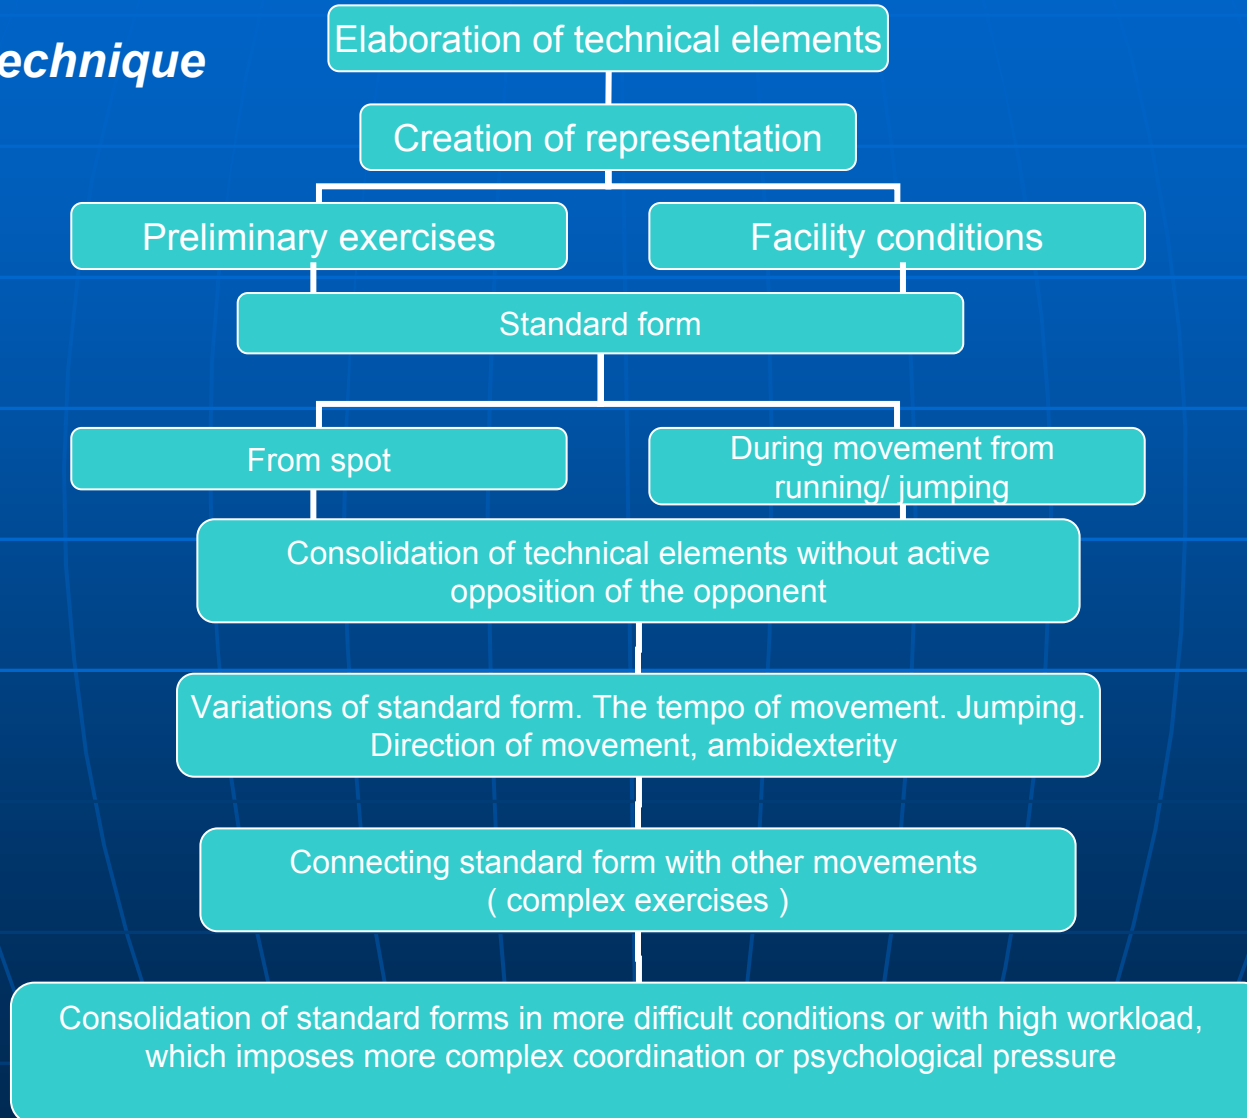 echnique
Elaboration of technical elements
Creation of representation
Preliminary exercises
Facility conditions
Standard form
From spot
During movement from
running/ jumping
Consolidation of technical elements without active
opposition of the opponent
Variations of standard form. The tempo of movement. Jumping.
Direction of movement, ambidexterity
Connecting standard form with other movements
( complex exercises )
Consolidation of standard forms in more difficult conditions or with high workload,
which imposes more complex coordination or psychological pressure